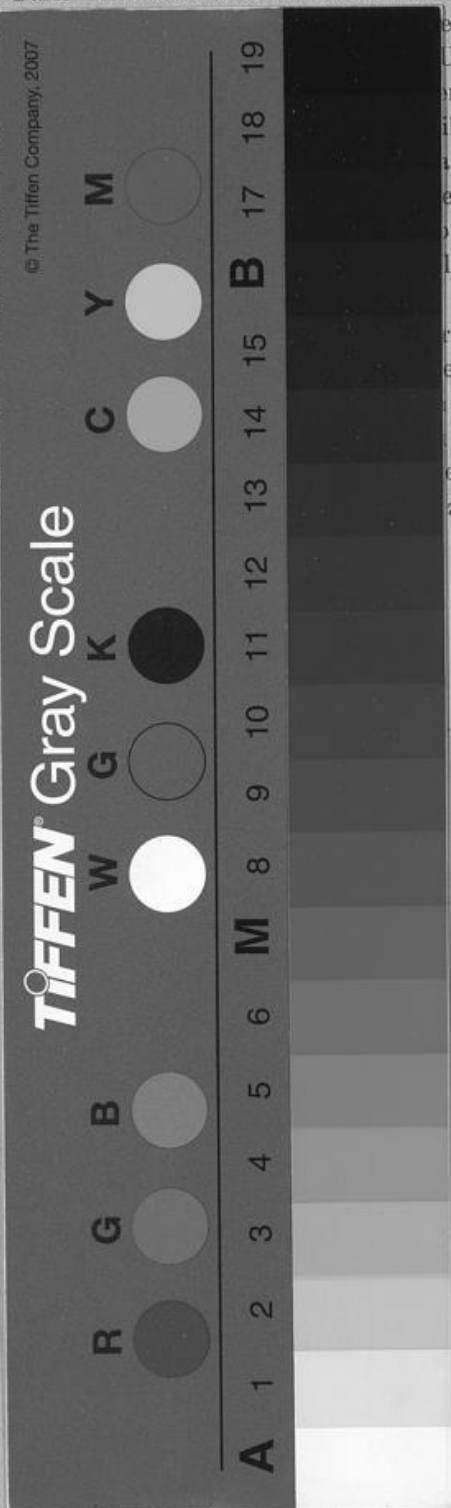 © The Tiffen Company, 2007
TIFFEN® Gray Scale
R G B W G K C Y M
A 1 2 3 4 5 6 M 8 9 10 11 12 13 14 15 B 17 18 19